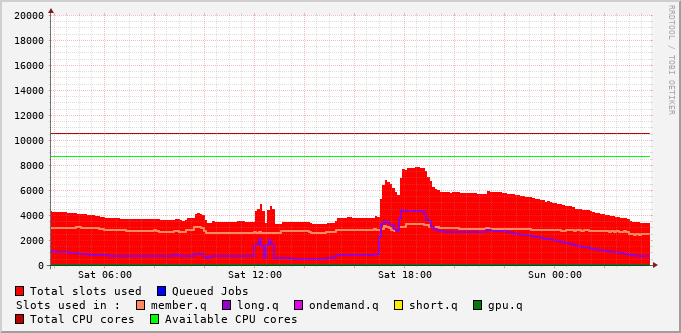 20000
18000
16000
14000
12000
10000
8000
6000
4000
2000
0
Sat 06:00 Sat 12:00 Sat 18:00 Sun 00:00
RRDTOOL / TOBI OETIKER
Total slots used Queued Jobs
Slots used in : member.q long.q ondemand.q short.q gpu.q
Total CPU cores Available CPU cores